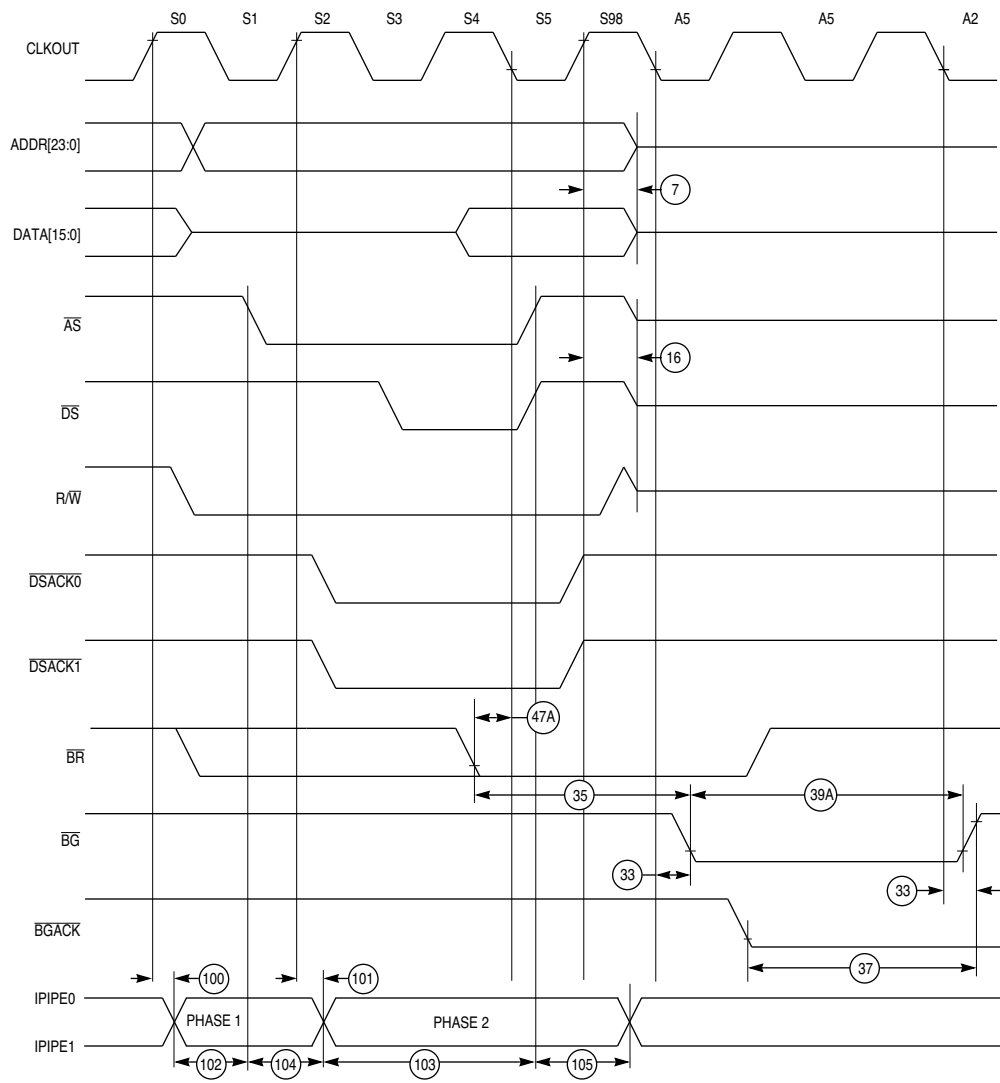 S0 S1 S2 S3 S4 S5 S98 A5 A5 A2
CLKOUT
ADDR[23:0]
7
DATA[15:0]
AS
16
DS
R/W
DSACK0
DSACK1
47A
BR
35 39A
BG
33 33
BGACK
37
100 101
IPIPE0
PHASE 1 PHASE 2
IPIPE1
102 104 103 105